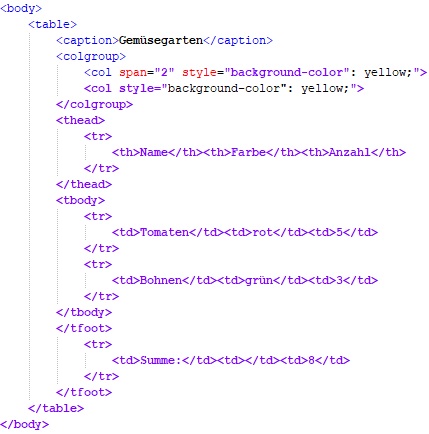 <body>
<table>
<caption>Gemüsegarten</caption>
<colgroup>
<col span="2" style="background-color": yellow;">
<col style="background-color": yellow;">
</colgroup>
<thead>
<tr>
<th>Name</th><th>Farbe</th><th>Anzahl</th>
</tr>
</thead>
<tbody>
<tr>
<td>Tomaten</td><td>rot</td><td>5</td>
</tr>
<tr>
<td>Bohnen</td><td>grün</td><td>3</td>
</tr>
</tbody>
</tfoot>
<tr>
<td>Summe:</td><td></td><td>8</td>
</tr>
</tfoot>
</table>
</body>